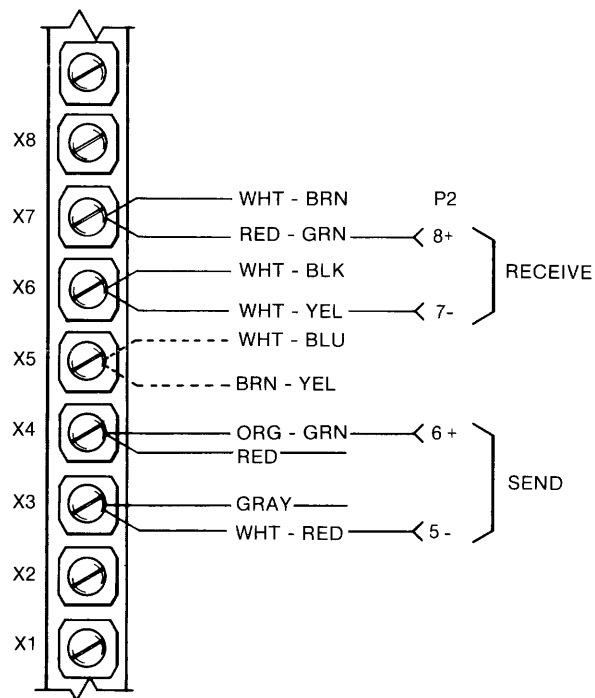 X8
WHT - BRN P2
X7
RED - GRN 8+
WHT - BLK
RECEIVE
X6
WHT - YEL 7-
WHT - BLU
X5
BRN - YEL
X4
ORG - GRN 6 +
RED
SEND
X3
GRAY
WHT - RED 5 -
X2
X1